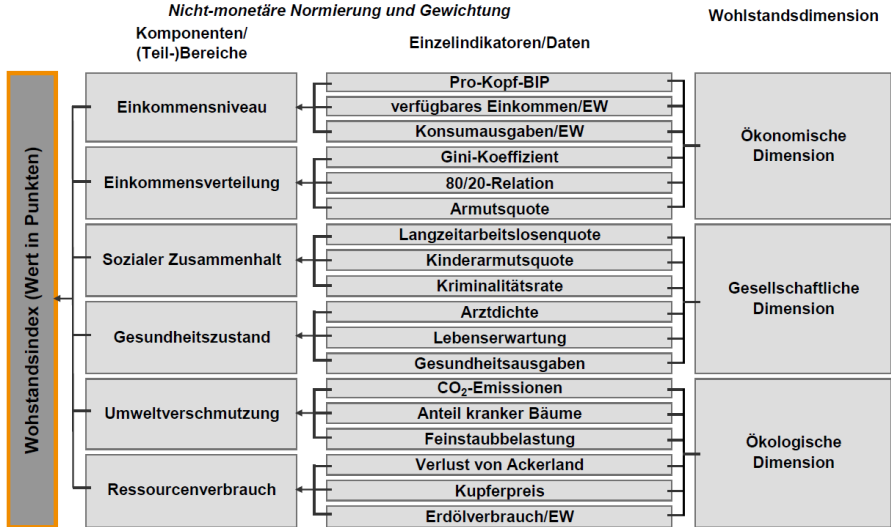 Nicht-monetäre Normierung und Gewichtung
Wohlstandsdimension
Komponenten/
(Teil-)Bereiche
Einzelindikatoren/Daten
Wohstandsindex (Wert in Punkten)
Einkommensniveau
Pro-Kopf-BIP
verfügbares Einkommen/EW
Konsumausgaben/EW
Ökonomische
Dimension
Einkommensverteilung
Gini-Koeffizient
80/20-Relation
Armutsquote
Sozialer Zusammenhalt
Langzeitarbeitslosenquote
Kinderarmutsquote
Kriminalitätsrate
Gesellschaftliche
Dimension
Gesundheitszustand
Arztdichte
Lebenserwartung
Gesundheitsausgaben
Umweltverschmutzung
CO₂-Emissionen
Anteil kranker Bäume
Feinstaubbelastung
Ökologische
Dimension
Ressourcenverbrauch
Verlust von Ackerland
Kupferpreis
Erdölverbrauch/EW